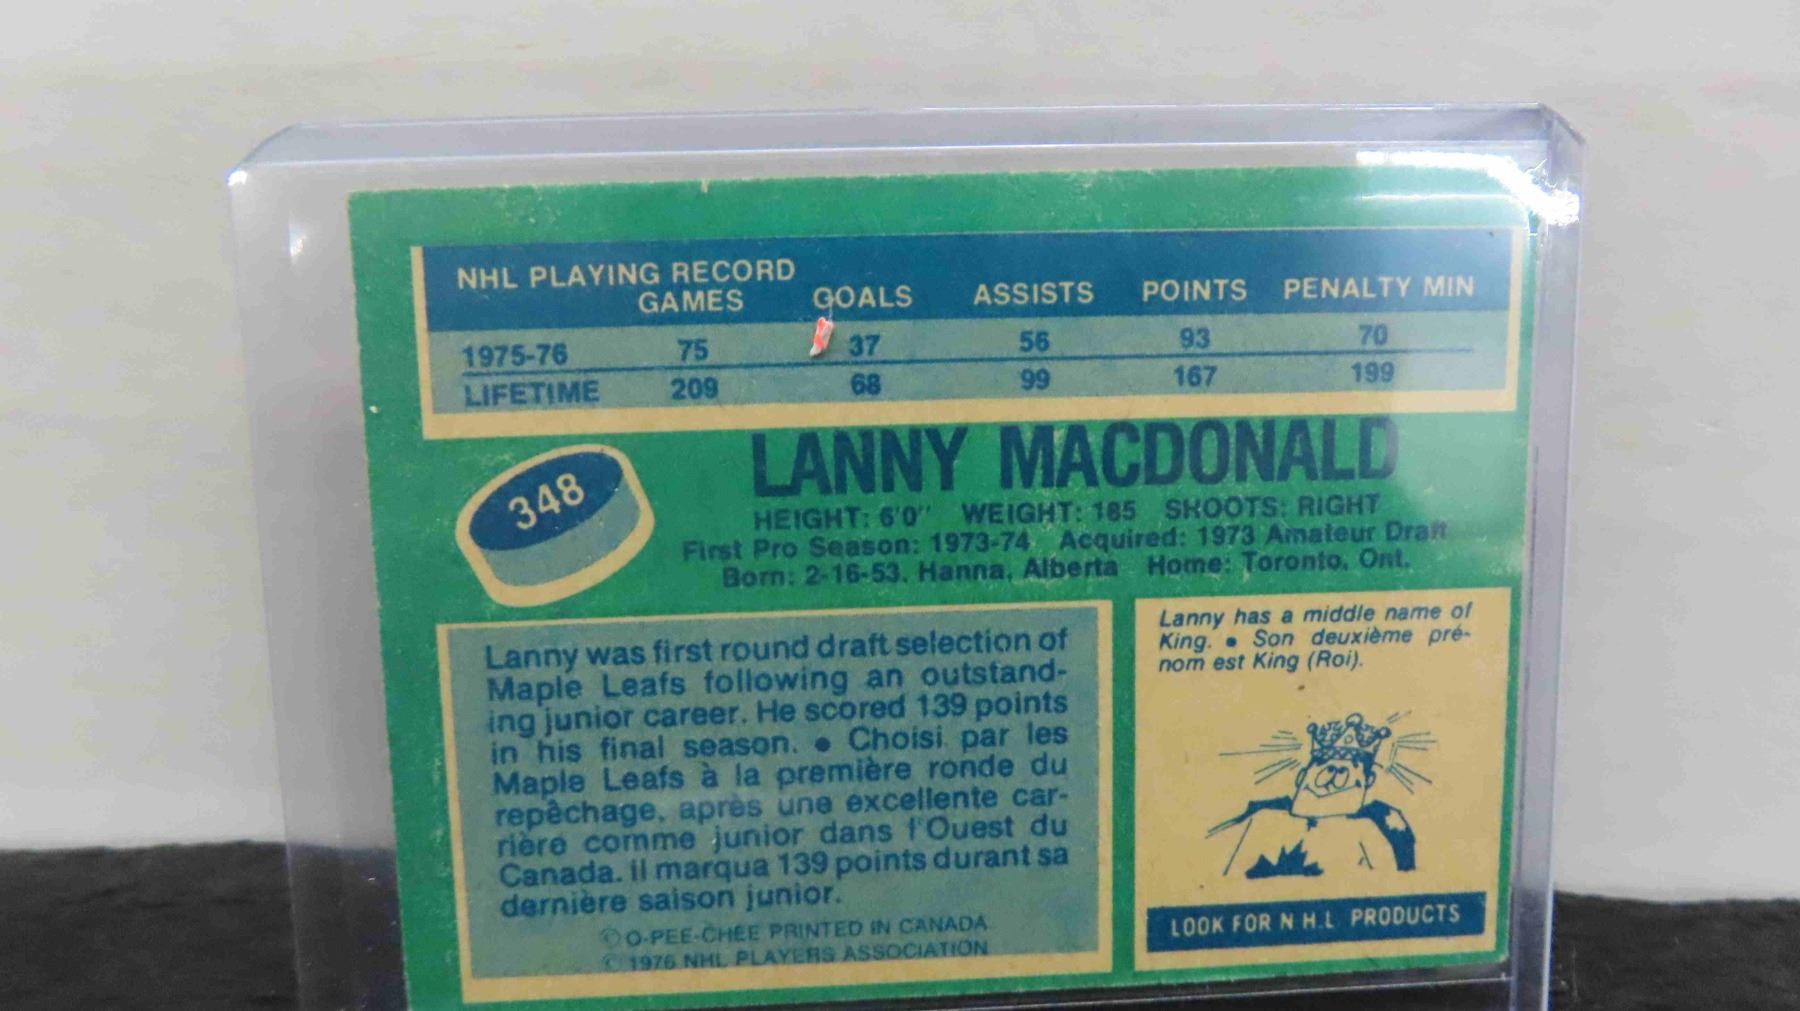 NHL PLAYING RECORD
GAMES GOALS ASSISTS POINTS PENALTY MIN
1975-76 75 37 56 93 70
LIFETIME 209 68 99 167 199
348
LANNY MACDONALD
HEIGHT: 6'0" WEIGHT: 185 SHOOTS: RIGHT
First Pro Season: 1973-74 Acquired: 1973 Amateur Draft
Born: 2-16-53, Hanna, Alberta Home: Toronto, Ont.
Lanny was first round draft selection of
Maple Leafs following an outstand-
ing junior career. He scored 139 points
in his final season. • Choisi par les
Maple Leafs à la première ronde du
repêchage, après une excellente car-
rière comme junior dans l'Ouest du
Canada. Il marqua 139 points durant sa
dernière saison junior.
© O-PEE-CHEE PRINTED IN CANADA
© 1976 NHL PLAYERS ASSOCIATION
Lanny has a middle name of
King. • Son deuxième pré-
nom est King (Roi).
LOOK FOR N H.L PRODUCTS